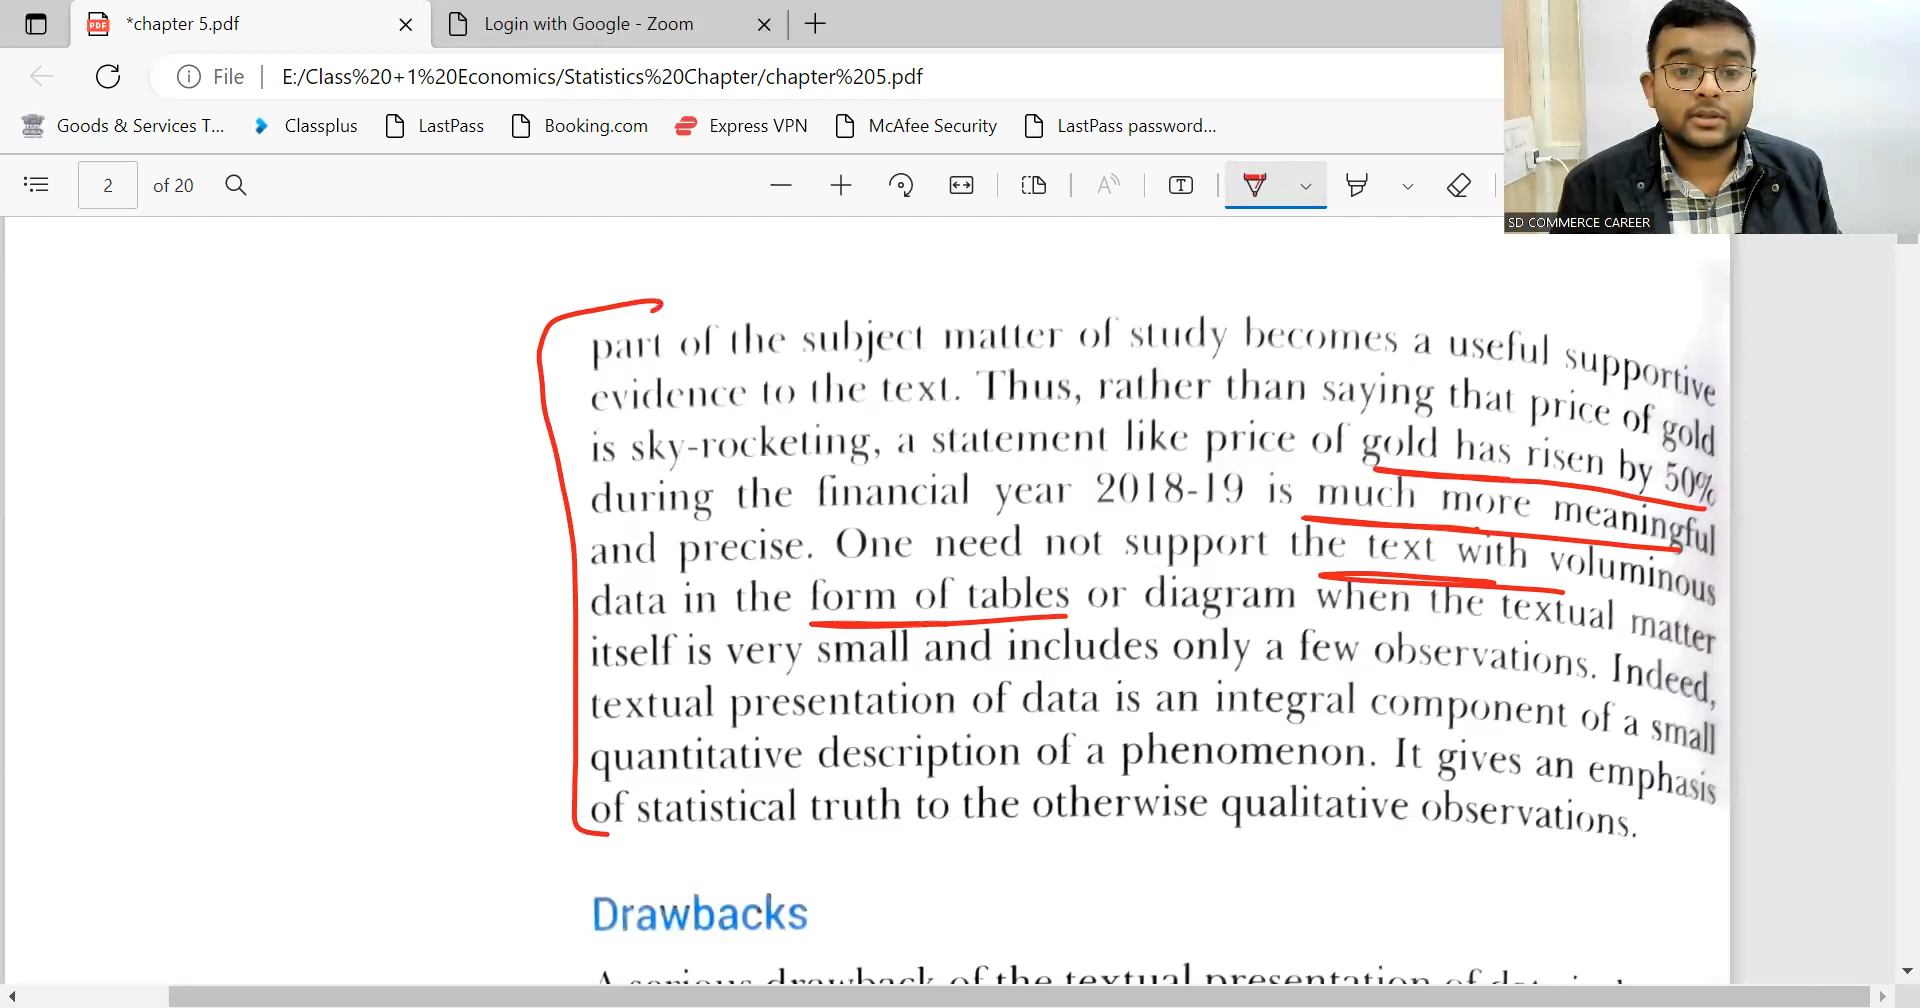 *chapter 5.pdf
Login with Google - Zoom
File
E:/Class%20+1%20Economics/Statistics%20Chapter/chapter%205.pdf
Goods & Services T...
Classplus
LastPass
Booking.com
Express VPN
McAfee Security
LastPass password...
2 of 20
SD COMMERCE CAREER
part of the subject matter of study becomes a useful supportive
evidence to the text. Thus, rather than saying that price of gold
is sky-rocketing, a statement like price of gold has risen by 50%
during the financial year 2018-19 is much more meaningful
and precise. One need not support the text with voluminous
data in the form of tables or diagram when the textual matter
itself is very small and includes only a few observations. Indeed,
textual presentation of data is an integral component of a small
quantitative description of a phenomenon. It gives an emphasis
of statistical truth to the otherwise qualitative observations.
Drawbacks
A serious drawback of the textual presentation of